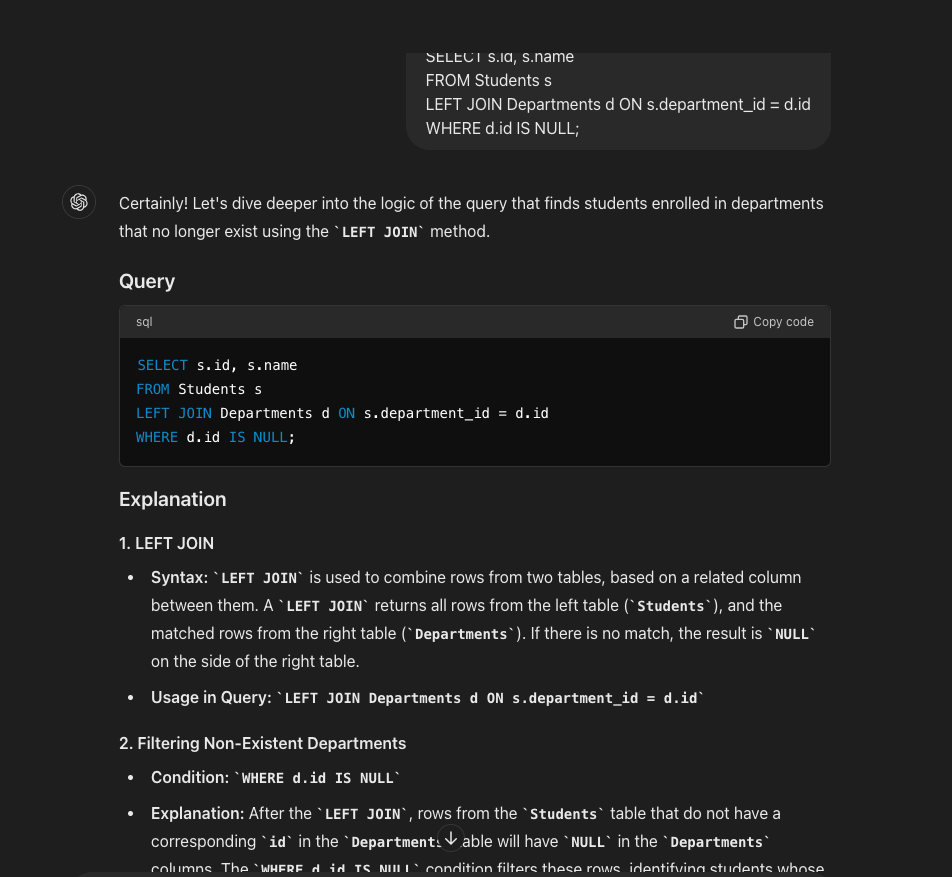 SELECT s.id, s.name
FROM Students s
LEFT JOIN Departments d ON s.department_id = d.id
WHERE d.id IS NULL;
Certainly! Let's dive deeper into the logic of the query that finds students enrolled in departments
that no longer exist using the `LEFT JOIN` method.
Query
sql
Copy code
SELECT s.id, s.name
FROM Students s
LEFT JOIN Departments d ON s.department_id = d.id
WHERE d.id IS NULL;
Explanation
1. LEFT JOIN
• Syntax: `LEFT JOIN` is used to combine rows from two tables, based on a related column
between them. A `LEFT JOIN` returns all rows from the left table (`Students`), and the
matched rows from the right table (`Departments`). If there is no match, the result is `NULL`
on the side of the right table.
• Usage in Query: `LEFT JOIN Departments d ON s.department_id = d.id`
2. Filtering Non-Existent Departments
• Condition: `WHERE d.id IS NULL`
• Explanation: After the `LEFT JOIN`, rows from the `Students` table that do not have a
corresponding `id` in the `Departments` table will have `NULL` in the `Departments`
columns. The `WHERE d.id IS NULL` condition filters these rows, identifying students whose